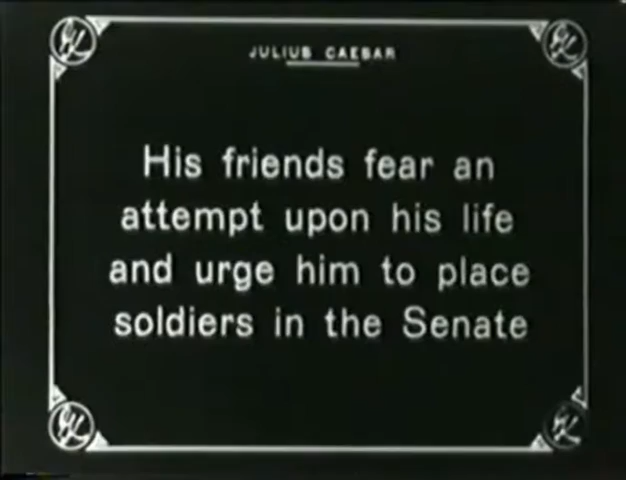 JULIUS CAESAR
His friends fear an
attempt upon his life
and urge him to place
soldiers in the Senate